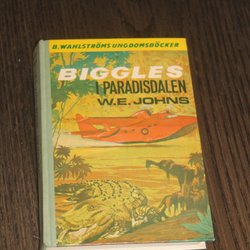 B. WAHLSTRÖMS UNGDOMSBÖCKER
BIGGLES
I PARADISDALEN
W.E. JOHNS